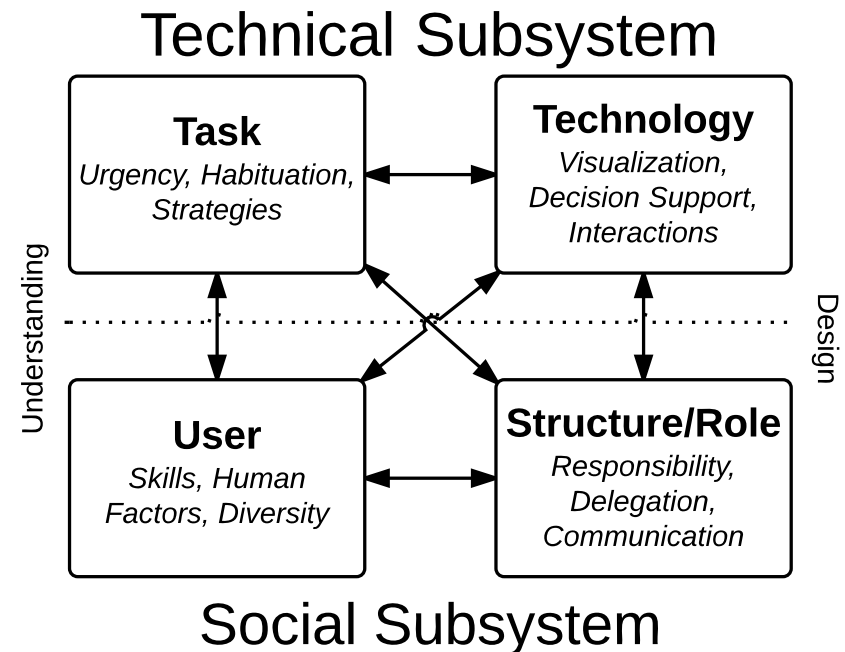 Technical Subsystem
Task
Urgency, Habituation,
Strategies
Technology
Visualization,
Decision Support,
Interactions
Understanding
Design
User
Skills, Human
Factors, Diversity
Structure/Role
Responsibility,
Delegation,
Communication
Social Subsystem